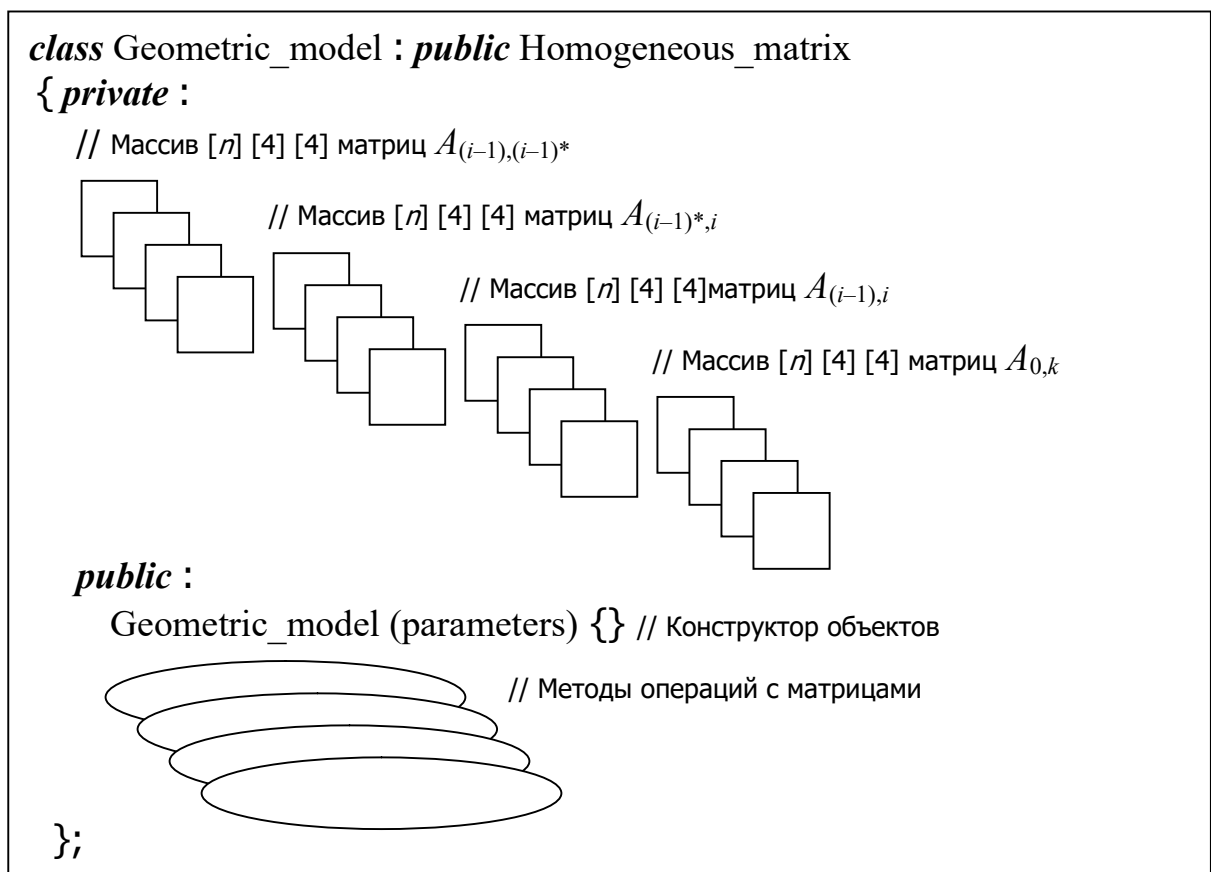 class Geometric_model : public Homogeneous_matrix
{ private :
// Массив [n] [4] [4] матриц A(i–1),(i–1)*
// Массив [n] [4] [4] матриц A(i–1)*,i
// Массив [n] [4] [4]матриц A(i–1),i
// Массив [n] [4] [4] матриц A0,k
public :
Geometric_model (parameters) {} // Конструктор объектов
// Методы операций с матрицами
};